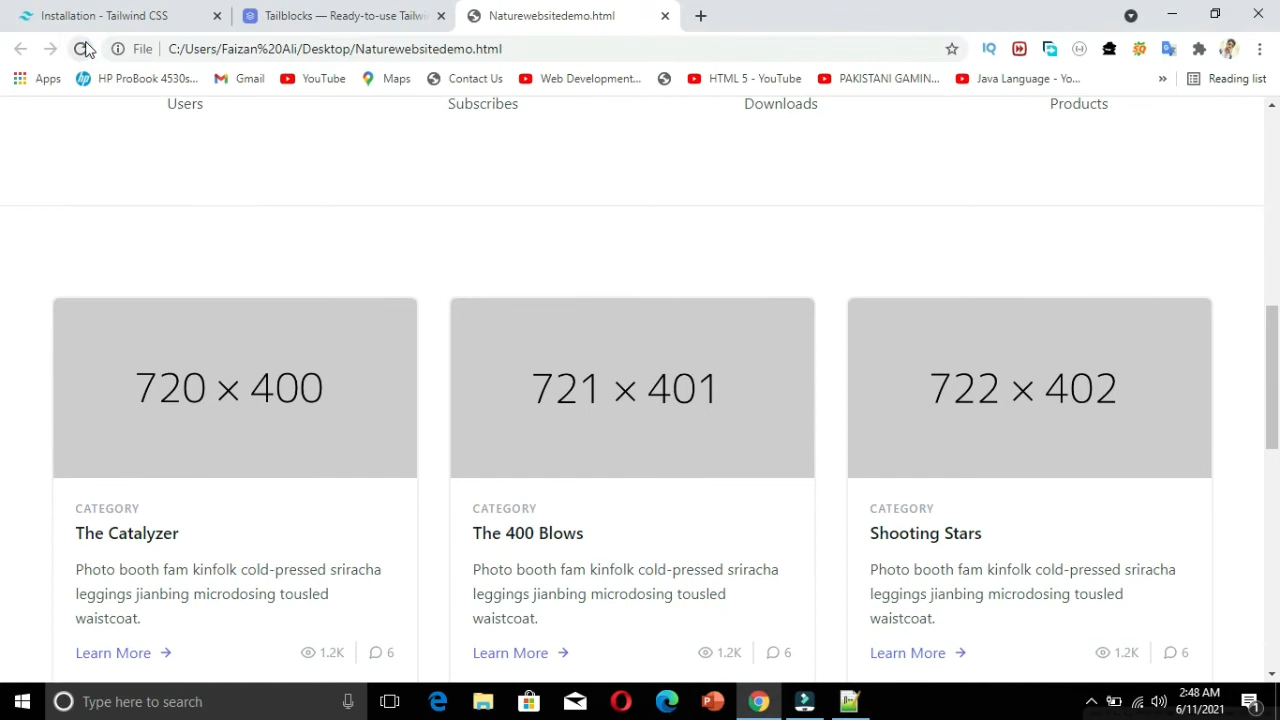 Installation - Tailwind CSS
Tailblocks — Ready-to-use Tailw
Naturewebsitedemo.html
File C:/Users/Faizan%20Ali/Desktop/Naturewebsitedemo.html
Apps HP ProBook 4530s... Gmail YouTube Maps Contact Us Web Development... HTML 5 - YouTube PAKISTANI GAMIN... Java Language - Yo... » Reading list
Users Subscribes Downloads Products
720 × 400 721 × 401 722 × 402
CATEGORY CATEGORY CATEGORY
The Catalyzer The 400 Blows Shooting Stars
Photo booth fam kinfolk cold-pressed sriracha Photo booth fam kinfolk cold-pressed sriracha Photo booth fam kinfolk cold-pressed sriracha
leggings jianbing microdosing tousled leggings jianbing microdosing tousled leggings jianbing microdosing tousled
waistcoat. waistcoat. waistcoat.
Learn More → 1.2K 6 Learn More → 1.2K 6 Learn More → 1.2K 6
Type here to search
2:48 AM
6/11/2021
1